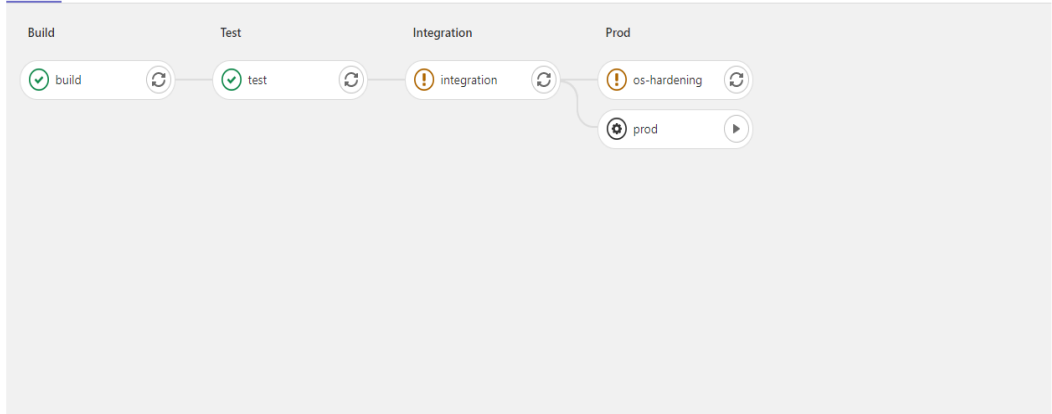 Build Test Integration Prod
build test integration os-hardening
prod